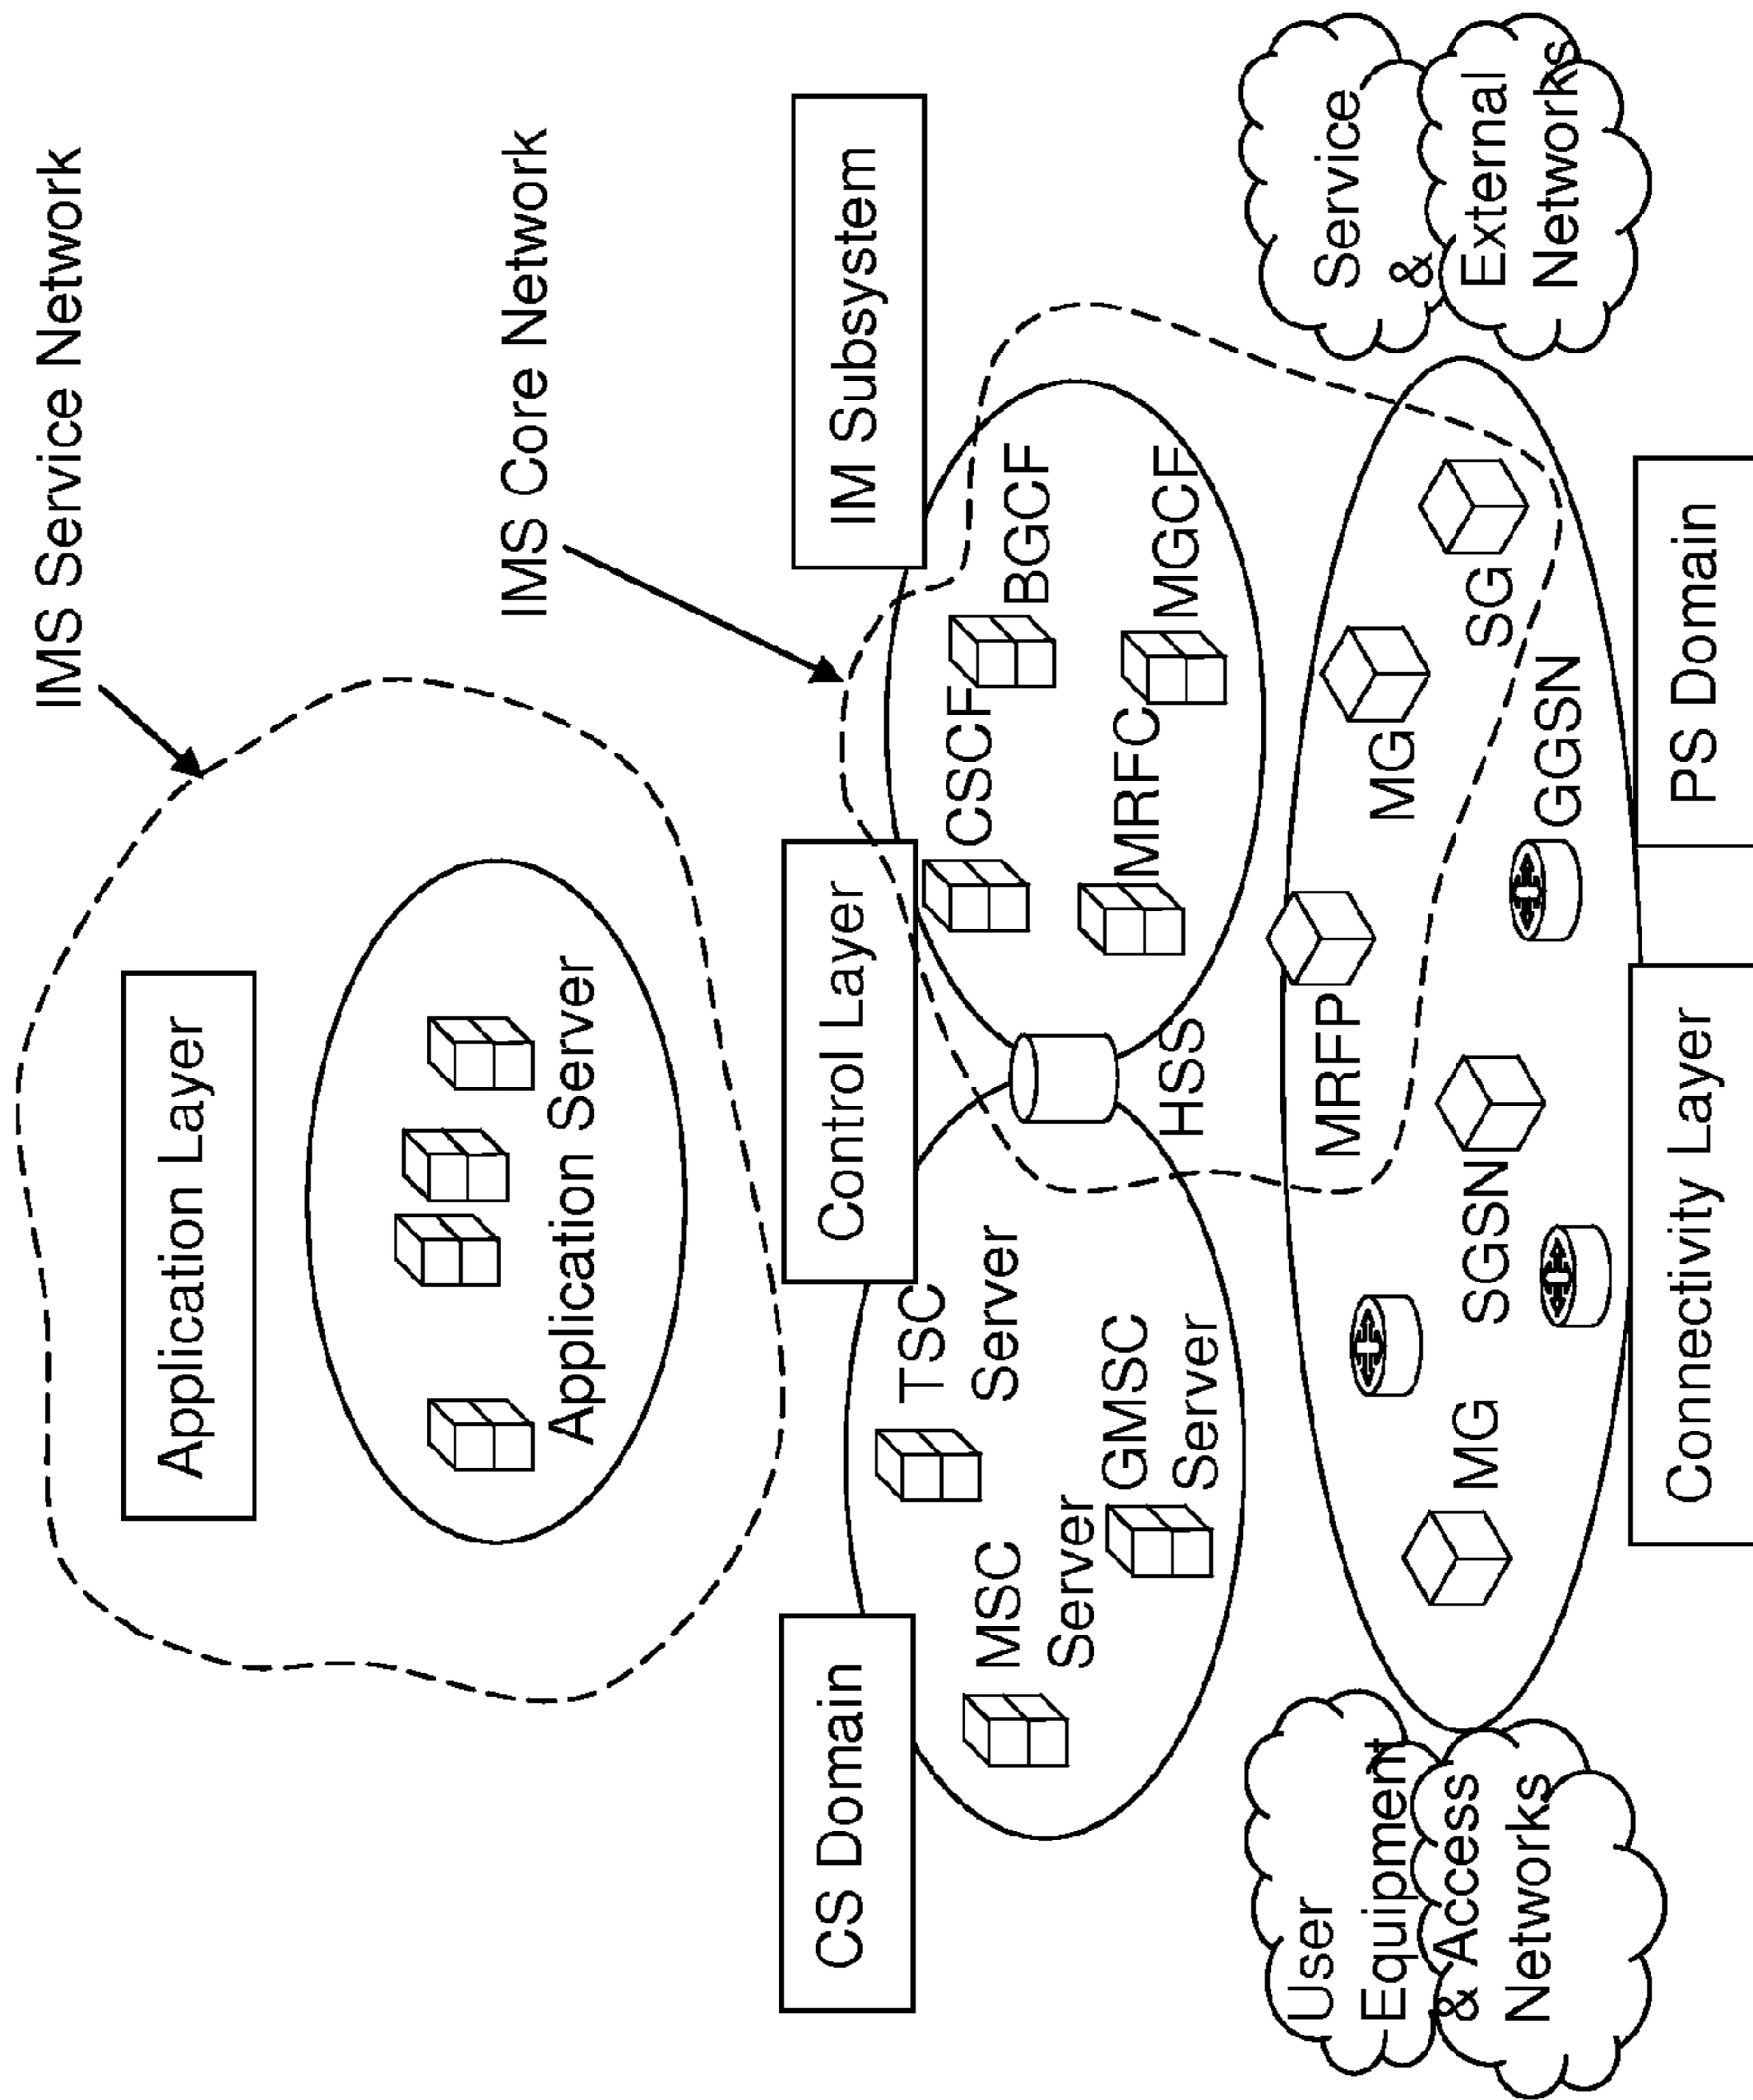 IMS Service Network
Application Layer
Application Server
IMS Core Network
CS Domain
Control Layer
IM Subsystem
TSC
Server
MSC
Server
GMSC
Server
CSCF
BGCF
MRFC
MGCF
HSS
User
Equipment
& Access
Networks
MRFP
MG
SG
MG
SGSN
GGSN
Service
&
External
Networks
Connectivity Layer
PS Domain